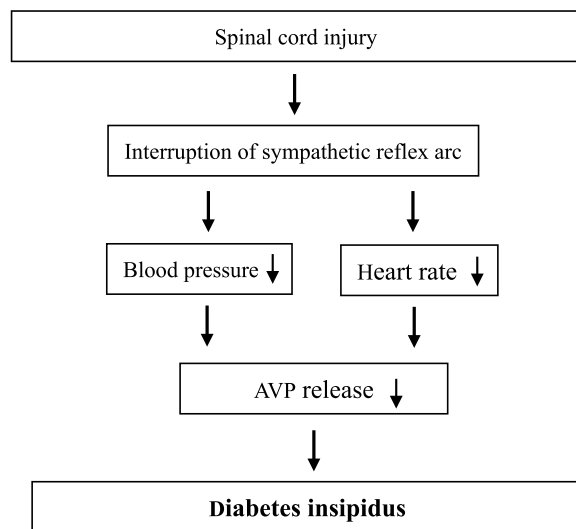 Spinal cord injury
Interruption of sympathetic reflex arc
Blood pressure ↓
Heart rate ↓
AVP release ↓
Diabetes insipidus